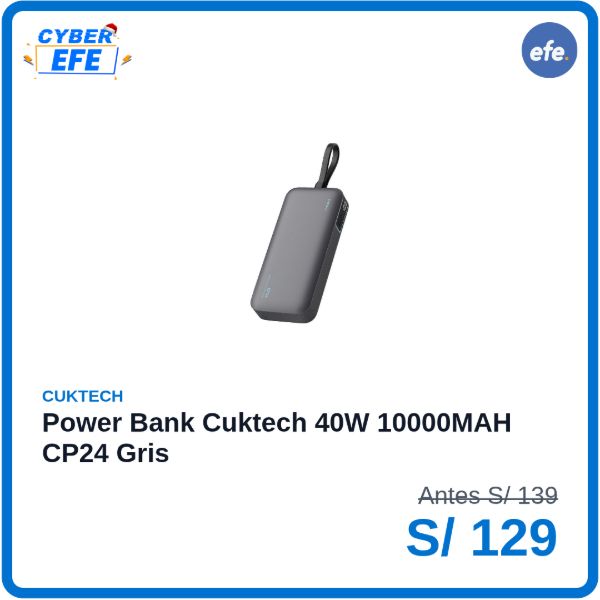 CYBER
EFE
efe.
CUKTECH
Power Bank Cuktech 40W 10000MAH
CP24 Gris
Antes S/ 139
S/ 129